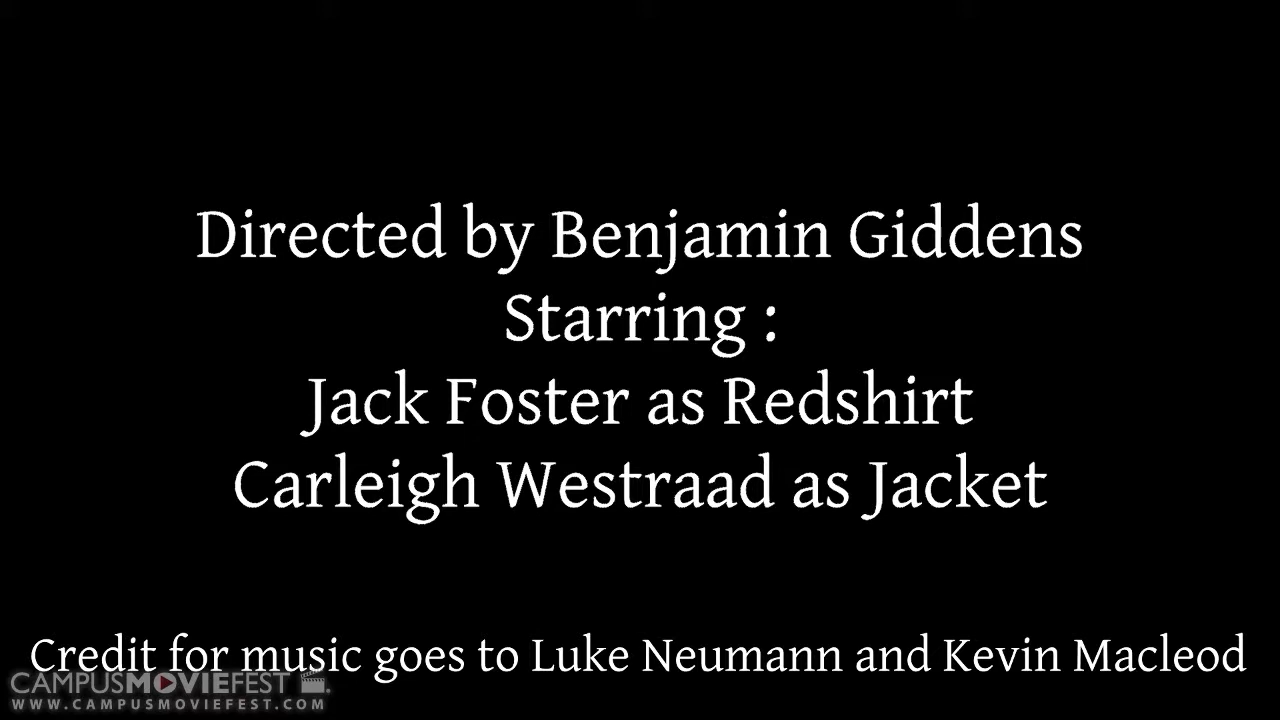 Directed by Benjamin Giddens
Starring :
Jack Foster as Redshirt
Carleigh Westraad as Jacket
Credit for music goes to Luke Neumann and Kevin Macleod
CAMPUSMOVIEFEST
WWW.CAMPUSMOVIEFEST.COM